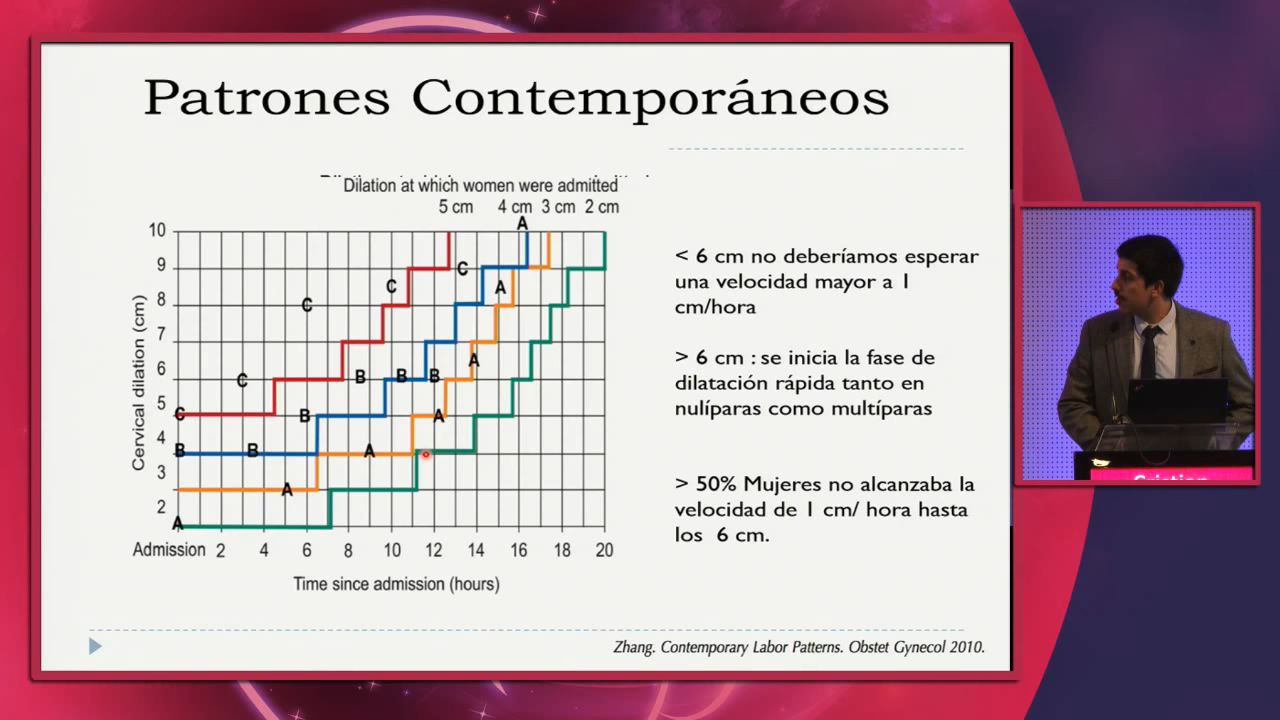 Patrones Contemporáneos
Dilation at which women were admitted
5 cm 4 cm 3 cm 2 cm
A
10
9
8
7
6
5
4
3
2
Cervical dilation (cm)
C
C
A
C
A
C
B
B
B
C
B
A
B
B
A
A
A
Admission 2 4 6 8 10 12 14 16 18 20
Time since admission (hours)
< 6 cm no deberíamos esperar
una velocidad mayor a 1
cm/hora
> 6 cm : se inicia la fase de
dilatación rápida tanto en
nulíparas como multíparas
> 50% Mujeres no alcanzaba la
velocidad de 1 cm/ hora hasta
los 6 cm.
Zhang. Contemporary Labor Patterns. Obstet Gynecol 2010.